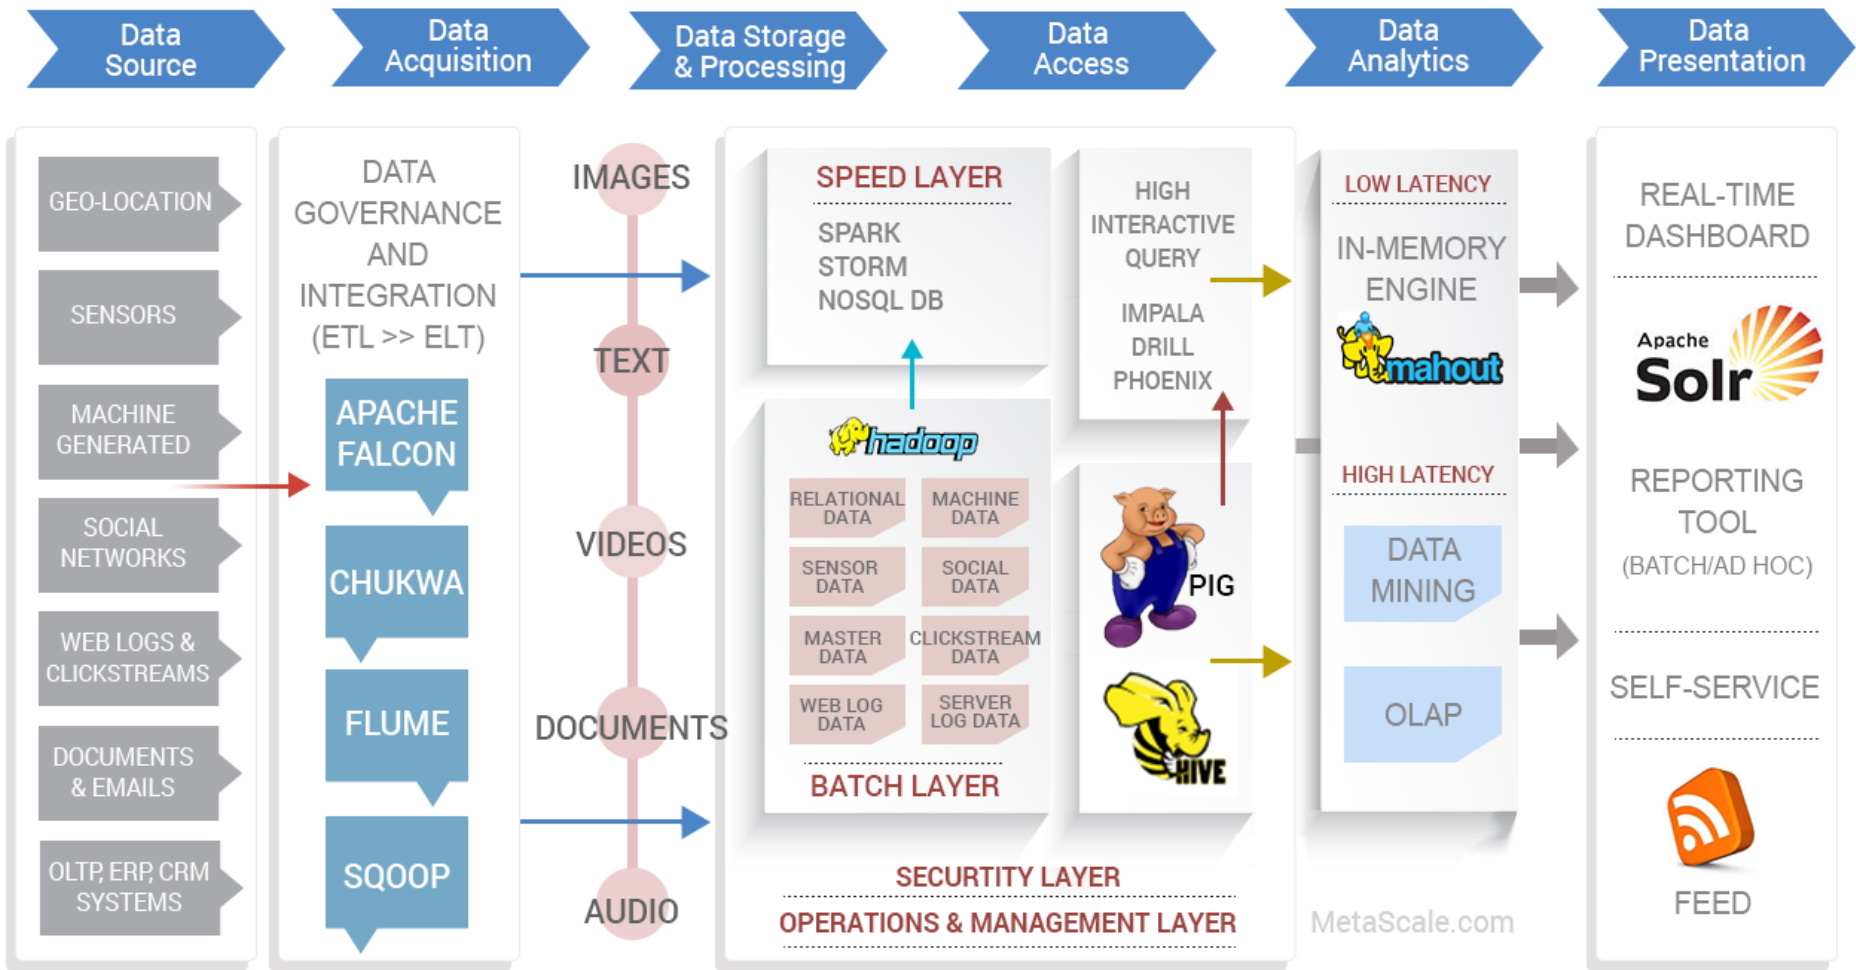 Data
Source
Data
Acquisition
Data Storage
& Processing
Data
Access
Data
Analytics
Data
Presentation
GEO-LOCATION
SENSORS
MACHINE
GENERATED
SOCIAL
NETWORKS
WEB LOGS &
CLICKSTREAMS
DOCUMENTS
& EMAILS
OLTP, ERP, CRM
SYSTEMS
DATA
GOVERNANCE
AND
INTEGRATION
(ETL >> ELT)
APACHE
FALCON
CHUKWA
FLUME
SQOOP
IMAGES
TEXT
VIDEOS
DOCUMENTS
AUDIO
SPEED LAYER
SPARK
STORM
NOSQL DB
hadoop
RELATIONAL
DATA
MACHINE
DATA
SENSOR
DATA
SOCIAL
DATA
MASTER
DATA
CLICKSTREAM
DATA
WEB LOG
DATA
SERVER
LOG DATA
BATCH LAYER
HIGH
INTERACTIVE
QUERY
IMPALA
DRILL
PHOENIX
PIG
HIVE
SECURTITY LAYER
OPERATIONS & MANAGEMENT LAYER
LOW LATENCY
IN-MEMORY
ENGINE
mahout
HIGH LATENCY
DATA
MINING
OLAP
MetaScale.com
REAL-TIME
DASHBOARD
Apache
Solr
REPORTING
TOOL
(BATCH/AD HOC)
SELF-SERVICE
FEED